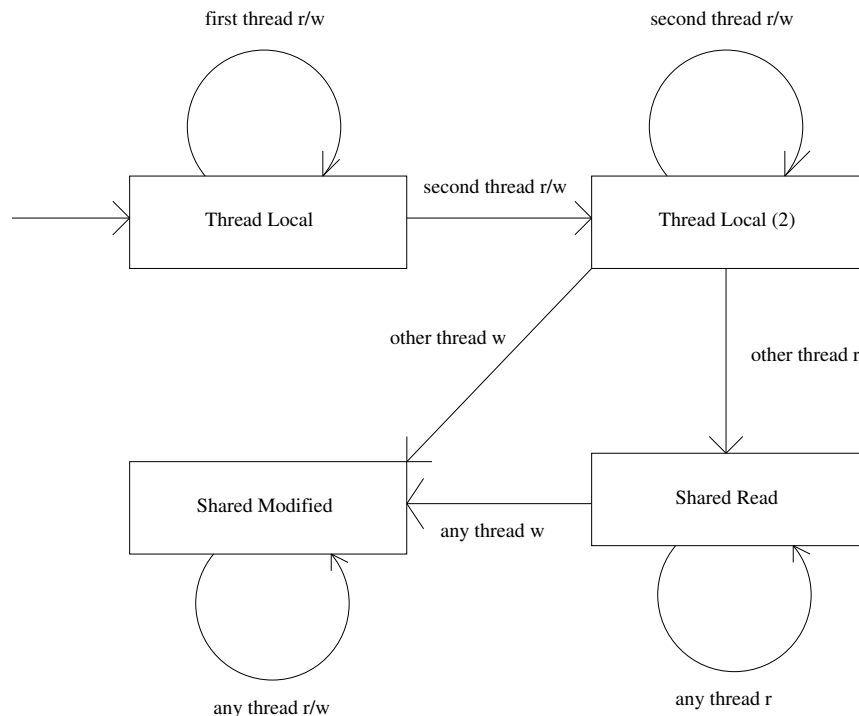 first thread r/w
second thread r/w
Thread Local
second thread r/w
Thread Local (2)
other thread w
other thread r
Shared Modified
any thread w
Shared Read
any thread r/w
any thread r